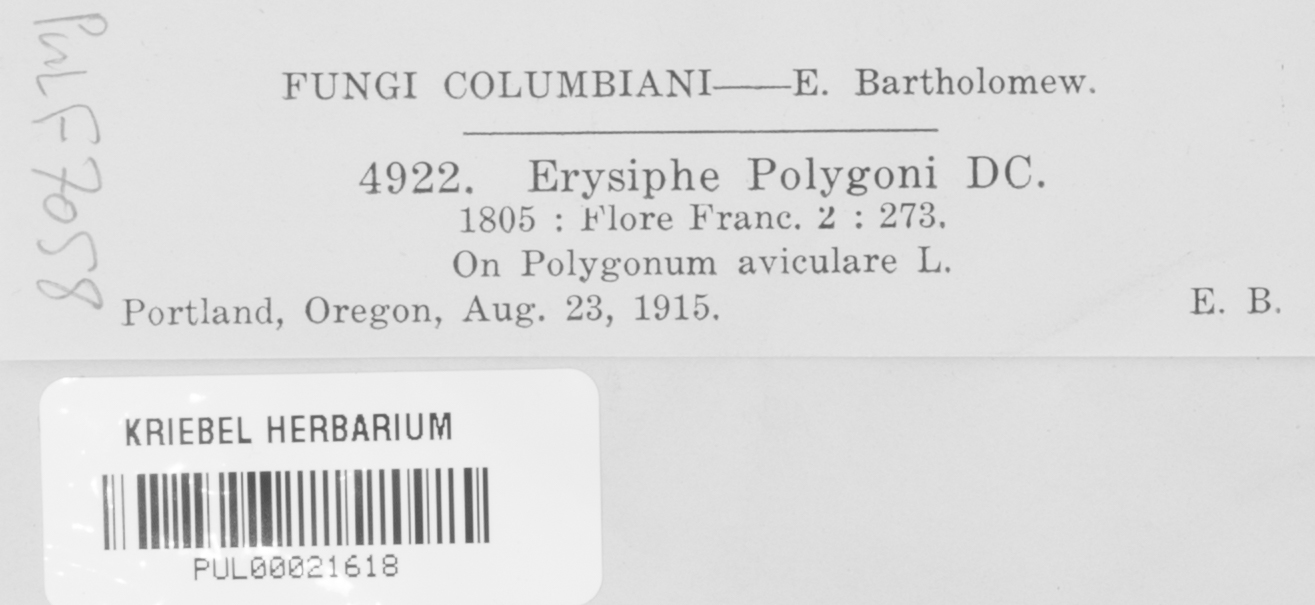 PUL F7058
FUNGI COLUMBIANI——E. Bartholomew.
4922. Erysiphe Polygoni DC.
1805 : Flore Franc. 2 : 273.
On Polygonum aviculare L.
Portland, Oregon, Aug. 23, 1915. E. B.
KRIEBEL HERBARIUM
PUL00021618